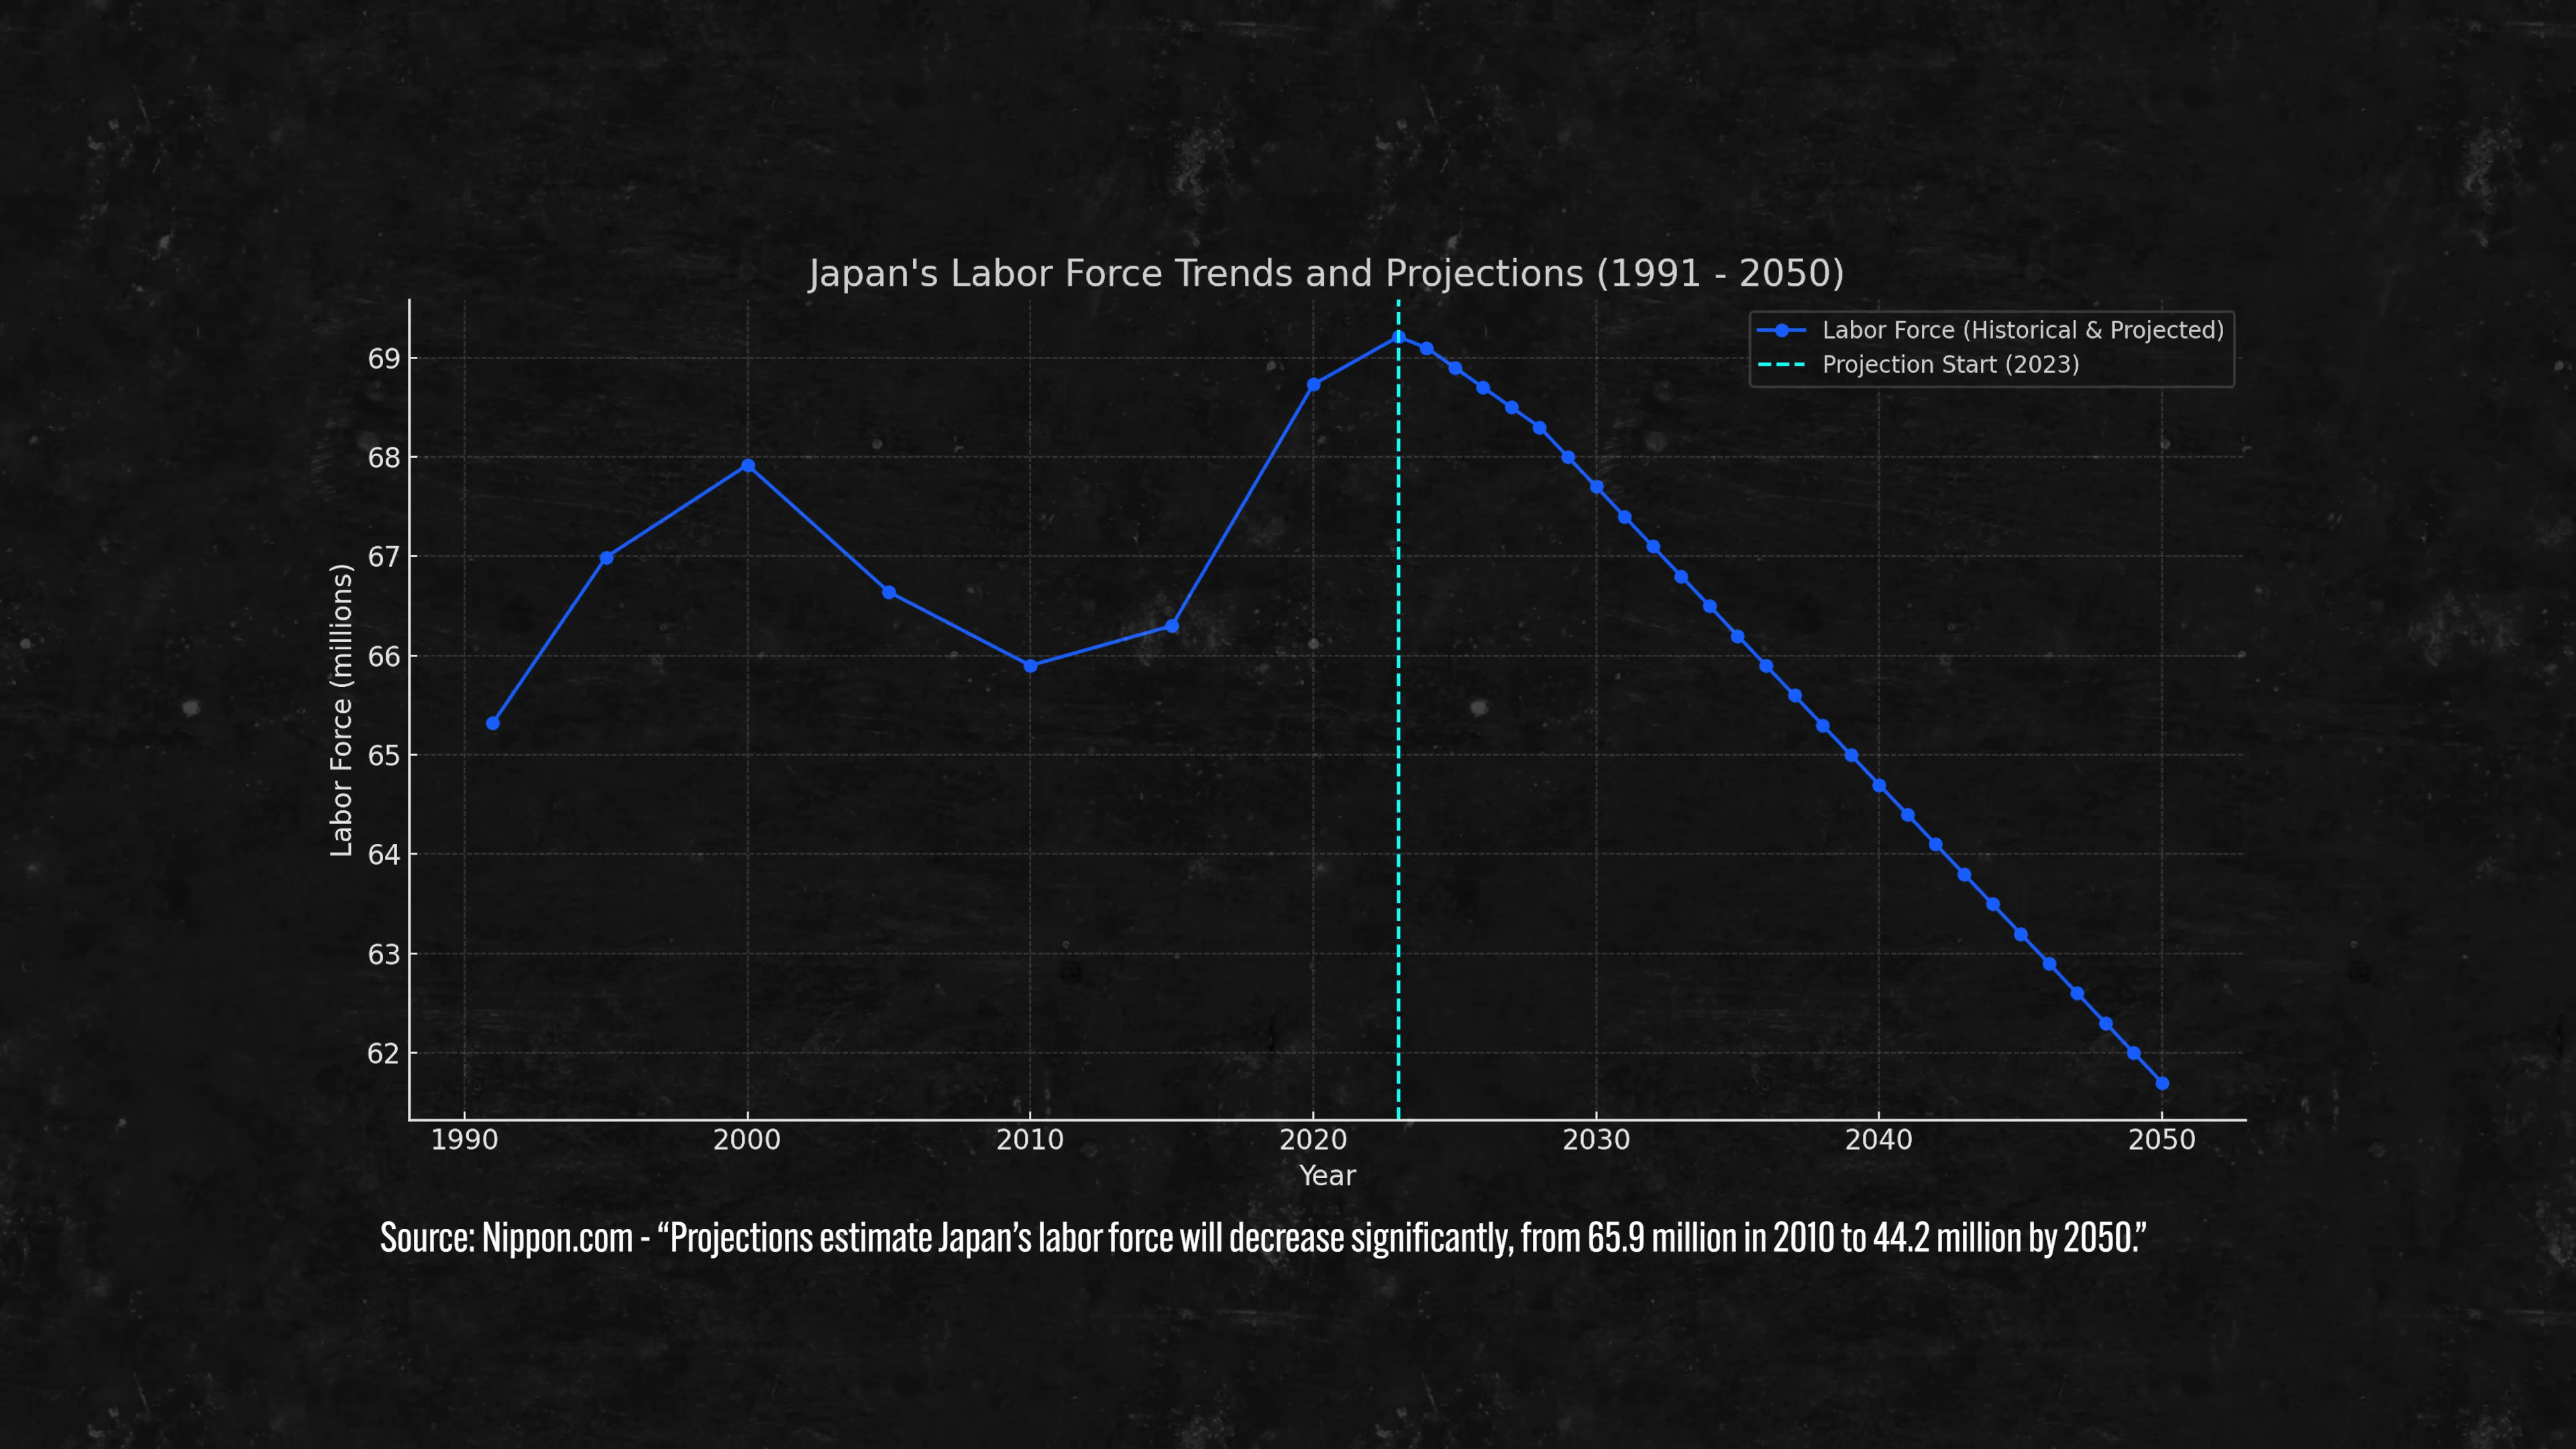 Japan's Labor Force Trends and Projections (1991 - 2050)
Labor Force (Historical & Projected)
Projection Start (2023)
Labor Force (millions)
69
68
67
66
65
64
63
62
1990 2000 2010 2020 2030 2040 2050
Year
Source: Nippon.com - “Projections estimate Japan’s labor force will decrease significantly, from 65.9 million in 2010 to 44.2 million by 2050.”